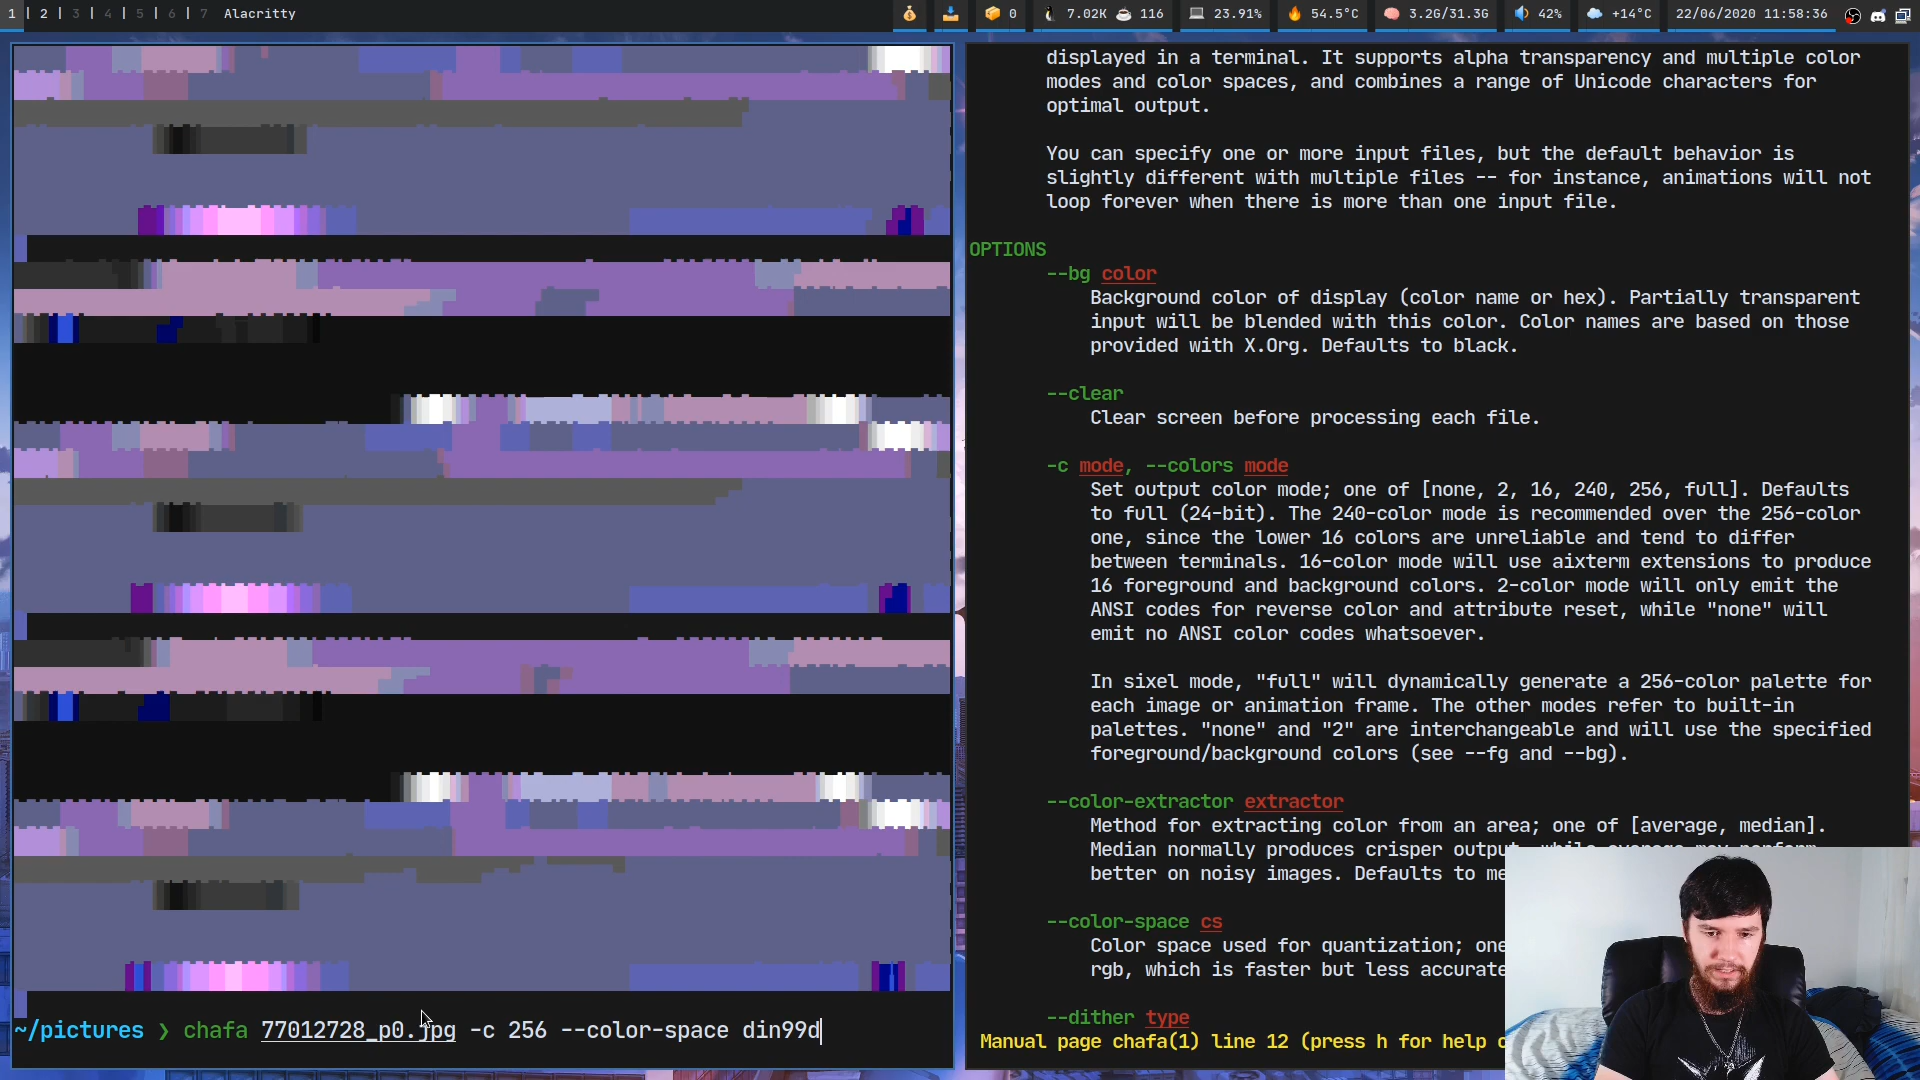 1 | 2 | 3 | 4 | 5 | 6 | 7 Alacritty
0 7.02K 116 23.91% 54.5°C 3.2G/31.3G 42% +14°C 22/06/2020 11:58:36
~/pictures ❯ chafa 77012728_p0.jpg -c 256 --color-space din99d
displayed in a terminal. It supports alpha transparency and multiple color
modes and color spaces, and combines a range of Unicode characters for
optimal output.
You can specify one or more input files, but the default behavior is
slightly different with multiple files -- for instance, animations will not
loop forever when there is more than one input file.
OPTIONS
--bg color
Background color of display (color name or hex). Partially transparent
input will be blended with this color. Color names are based on those
provided with X.Org. Defaults to black.
--clear
Clear screen before processing each file.
-c mode, --colors mode
Set output color mode; one of [none, 2, 16, 240, 256, full]. Defaults
to full (24-bit). The 240-color mode is recommended over the 256-color
one, since the lower 16 colors are unreliable and tend to differ
between terminals. 16-color mode will use aixterm extensions to produce
16 foreground and background colors. 2-color mode will only emit the
ANSI codes for reverse color and attribute reset, while "none" will
emit no ANSI color codes whatsoever.
In sixel mode, "full" will dynamically generate a 256-color palette for
each image or animation frame. The other modes refer to built-in
palettes. "none" and "2" are interchangeable and will use the specified
foreground/background colors (see --fg and --bg).
--color-extractor extractor
Method for extracting color from an area; one of [average, median].
Median normally produces crisper output, while average may perform
better on noisy images. Defaults to me
--color-space cs
Color space used for quantization; one
rgb, which is faster but less accurate
--dither type
Manual page chafa(1) line 12 (press h for help o